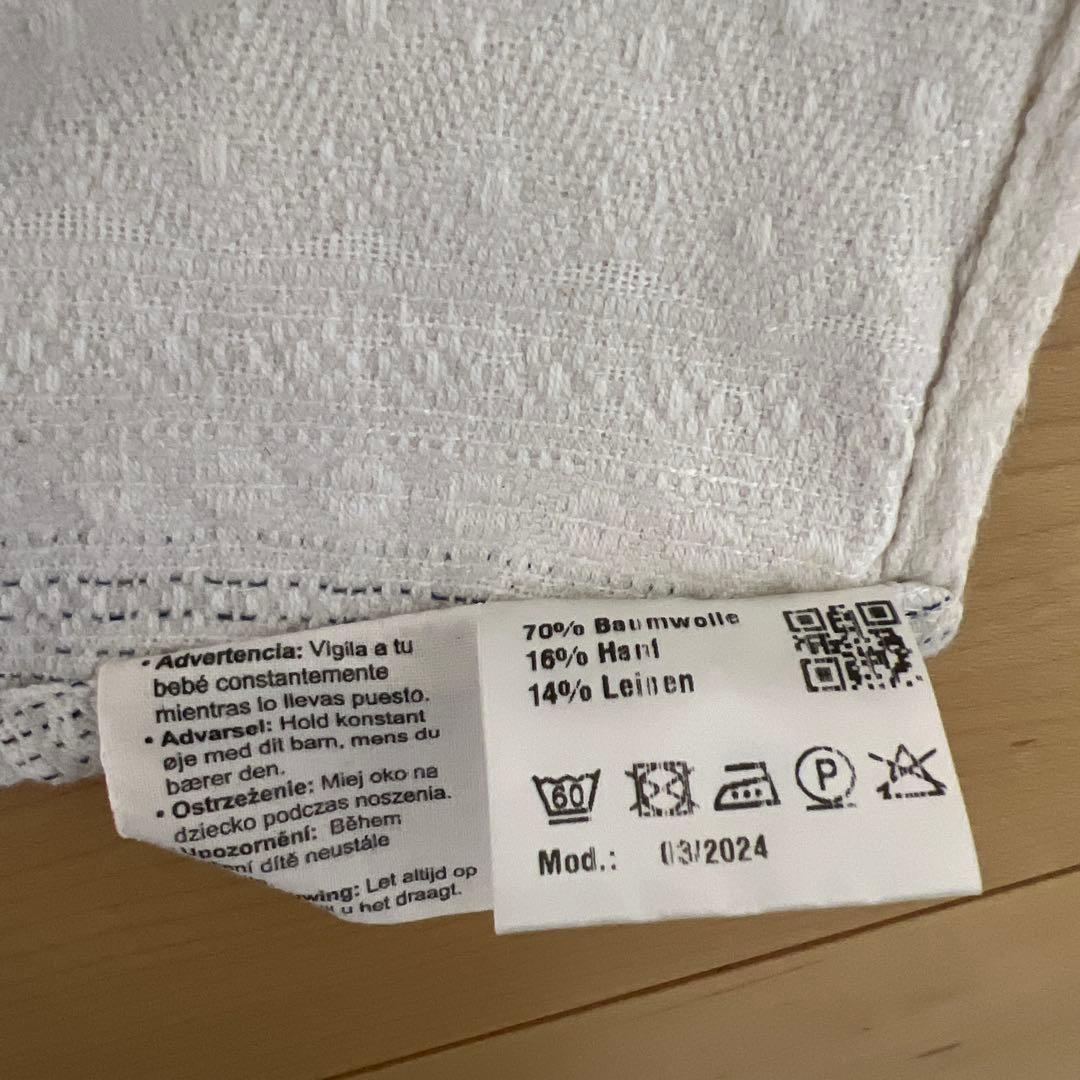 • Advertencia: Vigila a tu
bebé constantemente
mientras lo llevas puesto.
• Advarsel: Hold konstant
øje med dit barn, mens du
bærer den.
• Ostrzeżenie: Miej oko na
dziecko podczas noszenia.
Upozornění: Během
dítě neustále
Let altijd op
u het draagt.
70% Baumwolle
16% Hanf
14% Leinen
60
P
Mod.: 03/2024